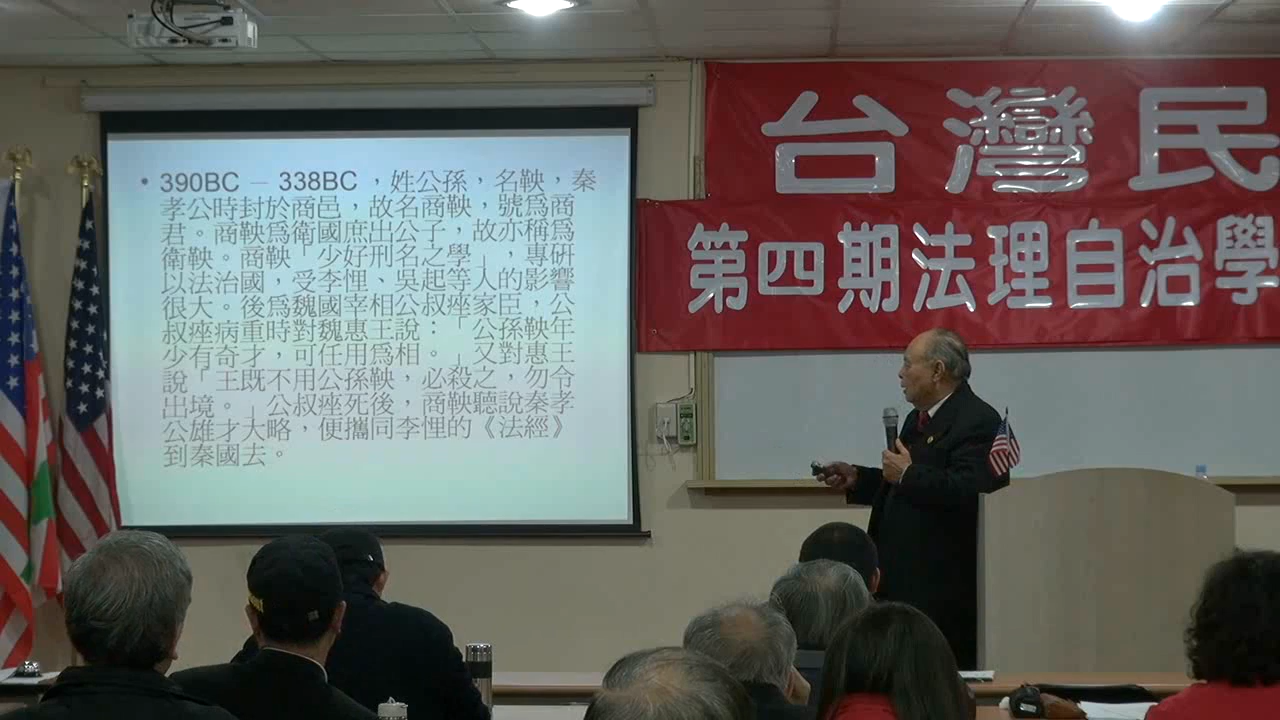 • 390BC – 338BC，姓公孫，名鞅，秦
孝公時封於商邑，故名商鞅，號為商
君。商鞅為衛國庶出公子，故亦稱為
衛鞅。商鞅「少好刑名之學」，專研
以法治國，受李悝、吳起等人的影響
很大。後為魏國宰相公叔痤家臣，公
叔痤病重時對魏惠王說：「公孫鞅年
少有奇才，可任用為相。」又對惠王
說「王既不用公孫鞅，必殺之，勿令
出境。」公叔痤死後，商鞅聽說秦孝
公雄才大略，便攜同李悝的《法經》
到秦國去。
台灣民
第四期法理自治學